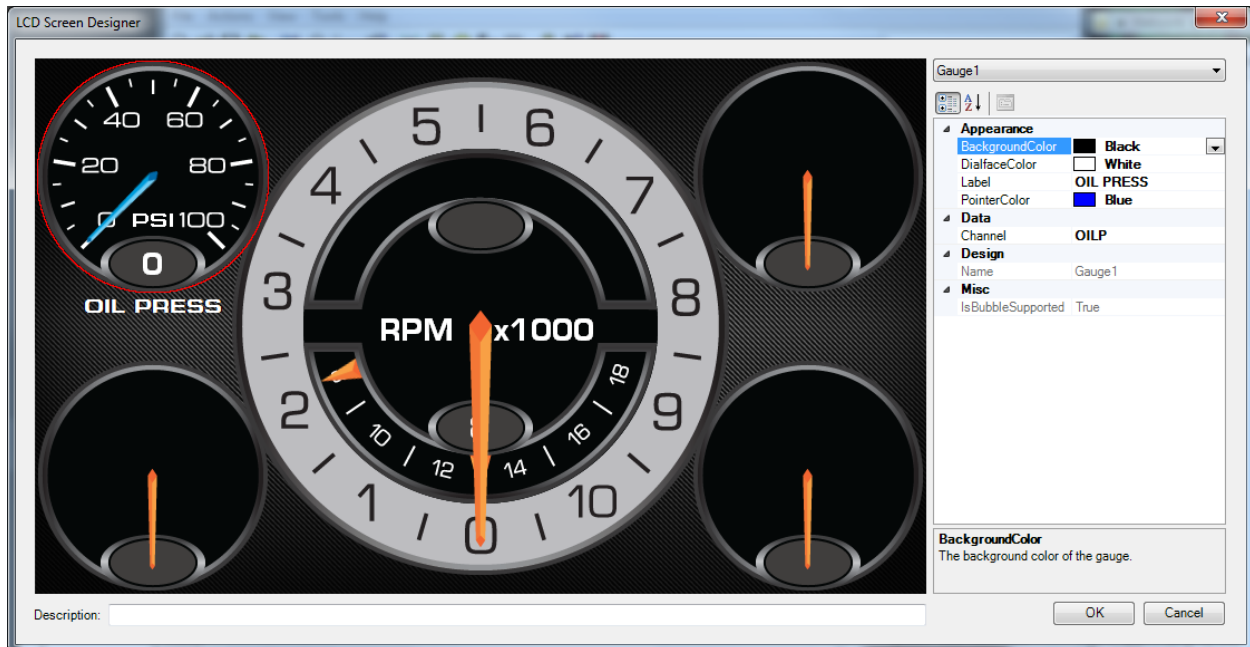 LCD Screen Designer
Gauge1
Appearance
BackgroundColor Black
DialfaceColor White
Label OIL PRESS
PointerColor Blue
Data
Channel OILP
Design
Name Gauge1
Misc
IsBubbleSupported True
BackgroundColor
The background color of the gauge.
OK Cancel
Description:
0 20 40 60 80 100
PSI
0
OIL PRESS
0 1 2 3 4 5 6 7 8 9 10
RPM x1000
10 12 14 16 18